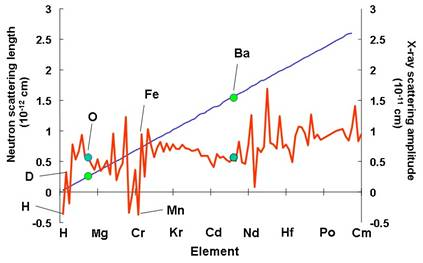 Neutron scattering length
(10⁻¹² cm)
3
2.5
2
1.5
1
0.5
0
-0.5
D
H
O
Fe
Mn
Ba
H
Mg
Cr
Kr
Cd
Nd
Hf
Po
Cm
Element
3
2.5
2
1.5
1
0.5
0
-0.5
X-ray scattering
amplitude
(10⁻¹¹ cm)